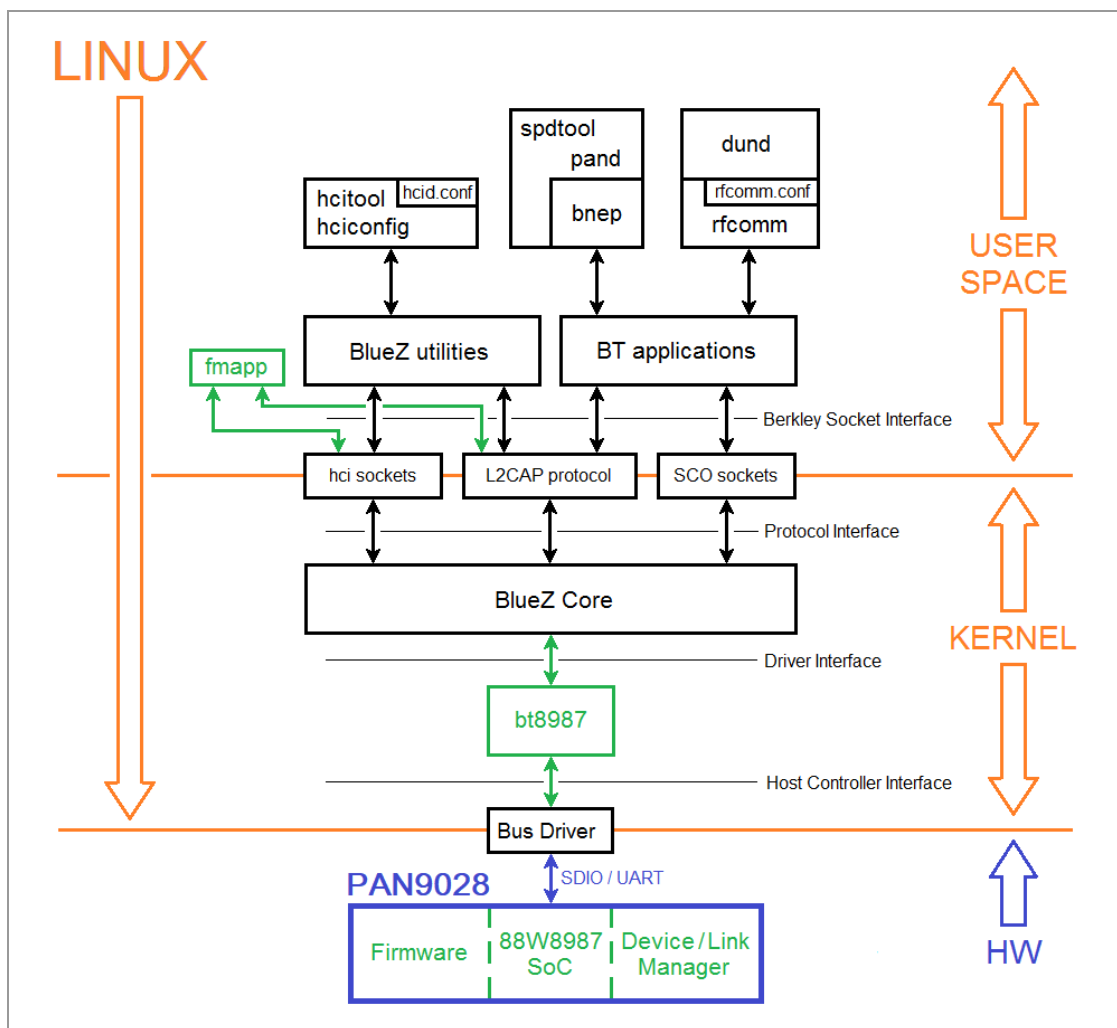 LINUX
spdtool
pand
bnep
dund
rfcomm.conf
rfcomm
hcitool
hcid.conf
hciconfig
USER
SPACE
BlueZ utilities
BT applications
fmapp
Berkley Socket Interface
hci sockets
L2CAP protocol
SCO sockets
Protocol Interface
BlueZ Core
KERNEL
Driver Interface
bt8987
Host Controller Interface
Bus Driver
SDIO / UART
PAN9028
Firmware
88W8987
SoC
Device / Link
Manager
HW